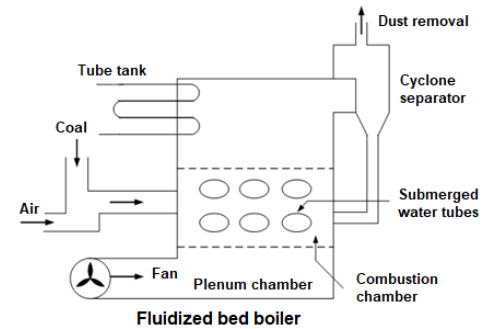 Dust removal
Tube tank
Cyclone
separator
Coal
Submerged
water tubes
Air
Fan
Plenum chamber
Combustion
chamber
Fluidized bed boiler